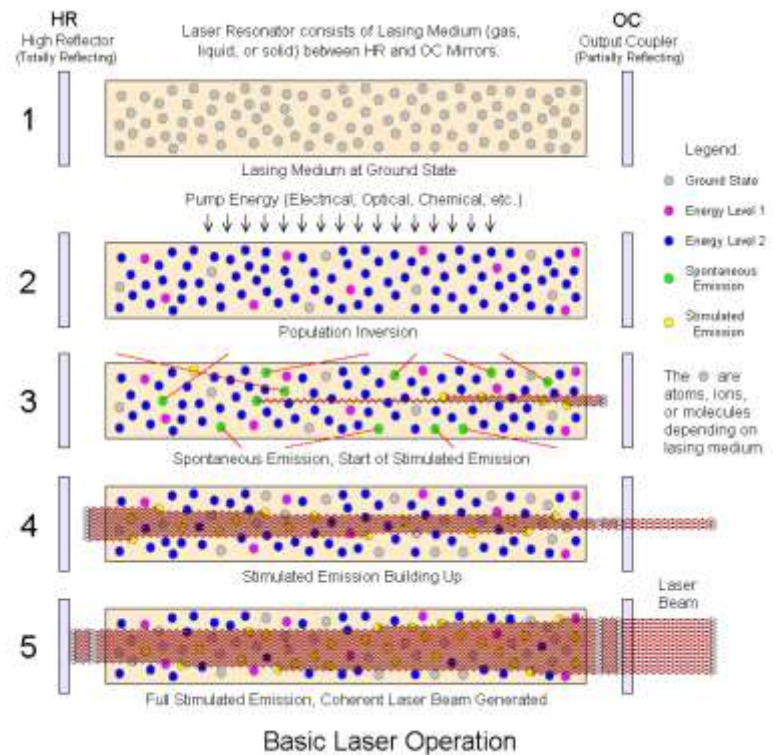 HR
High Reflector
(Totally Reflecting)
Laser Resonator consists of Lasing Medium (gas,
liquid, or solid) between HR and OC Mirrors.
OC
Output Coupler
(Partially Reflecting)
1
Lasing Medium at Ground State
Pump Energy (Electrical, Optical, Chemical, etc.)
2
Population Inversion
3
Spontaneous Emission, Start of Stimulated Emission
4
Stimulated Emission Building Up
5
Full Stimulated Emission, Coherent Laser Beam Generated
Legend:
Ground State
Energy Level 1
Energy Level 2
Spontaneous
Emission
Stimulated
Emission
The are
atoms, ions,
or molecules
depending on
lasing medium.
Laser
Beam
Basic Laser Operation